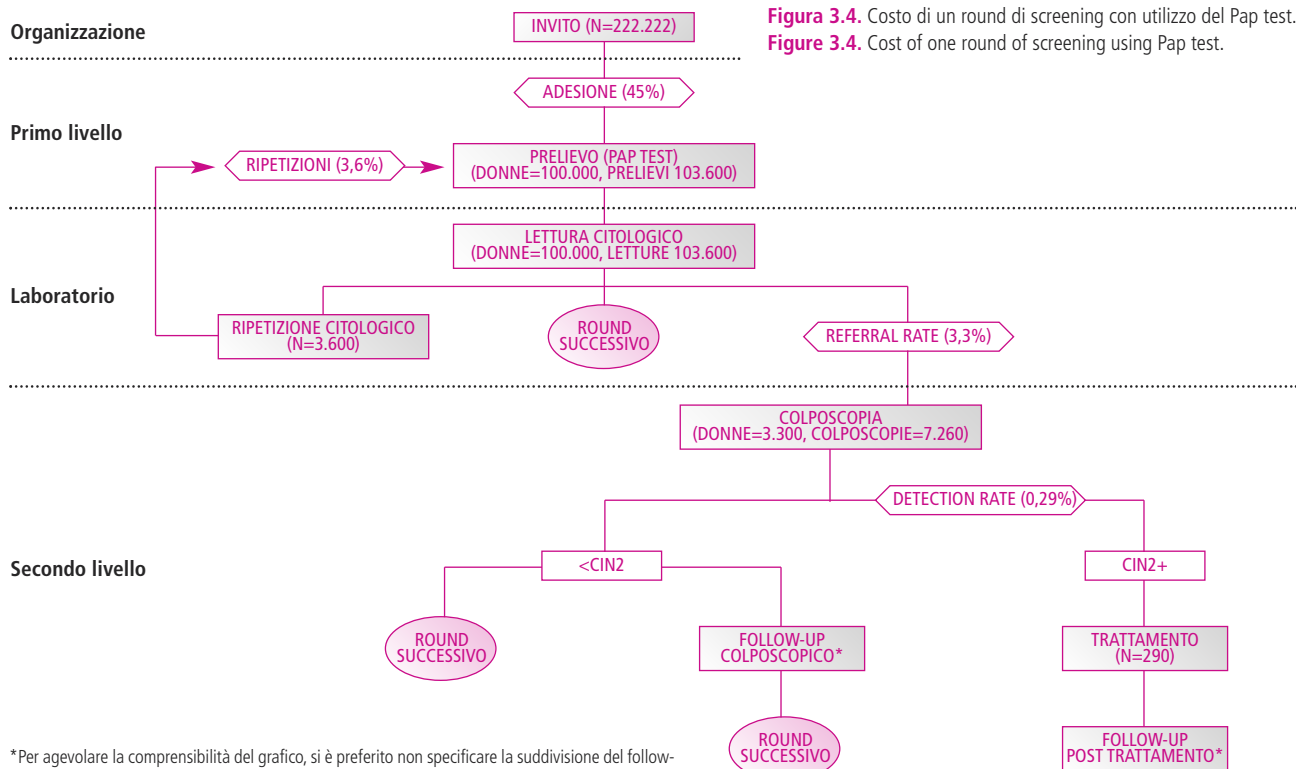 Figura 3.4. Costo di un round di screening con utilizzo del Pap test.
Figure 3.4. Cost of one round of screening using Pap test.
Organizzazione
INVITO (N=222.222)
ADESIONE (45%)
Primo livello
RIPETIZIONI (3,6%)
PRELIEVO (PAP TEST)
(DONNE=100.000, PRELIEVI 103.600)
LETTURA CITOLOGICO
(DONNE=100.000, LETTURE 103.600)
Laboratorio
RIPETIZIONE CITOLOGICO
(N=3.600)
ROUND
SUCCESSIVO
REFERRAL RATE (3,3%)
COLPOSCOPIA
(DONNE=3.300, COLPOSCOPIE=7.260)
DETECTION RATE (0,29%)
Secondo livello
<CIN2
CIN2+
ROUND
SUCCESSIVO
FOLLOW-UP
COLPOSCOPICO*
TRATTAMENTO
(N=290)
ROUND
SUCCESSIVO
FOLLOW-UP
POST TRATTAMENTO*
*Per agevolare la comprensibilità del grafico, si è preferito non specificare la suddivisione del follow-